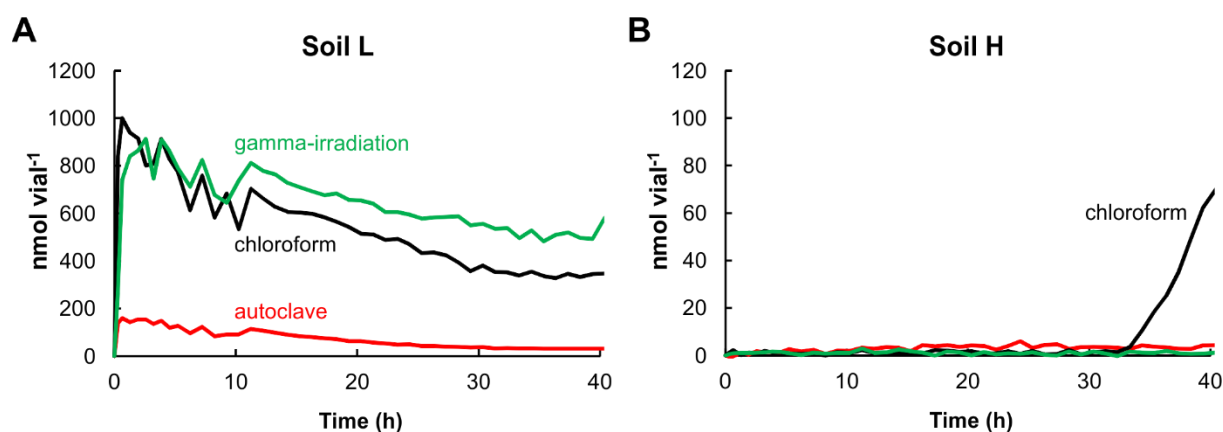 A
Soil L
nmol vial-1
1200
1000
800
600
400
200
0
gamma-irradiation
chloroform
autoclave
0 10 20 30 40
Time (h)
B
Soil H
nmol vial-1
120
100
80
60
40
20
0
chloroform
0 10 20 30 40
Time (h)